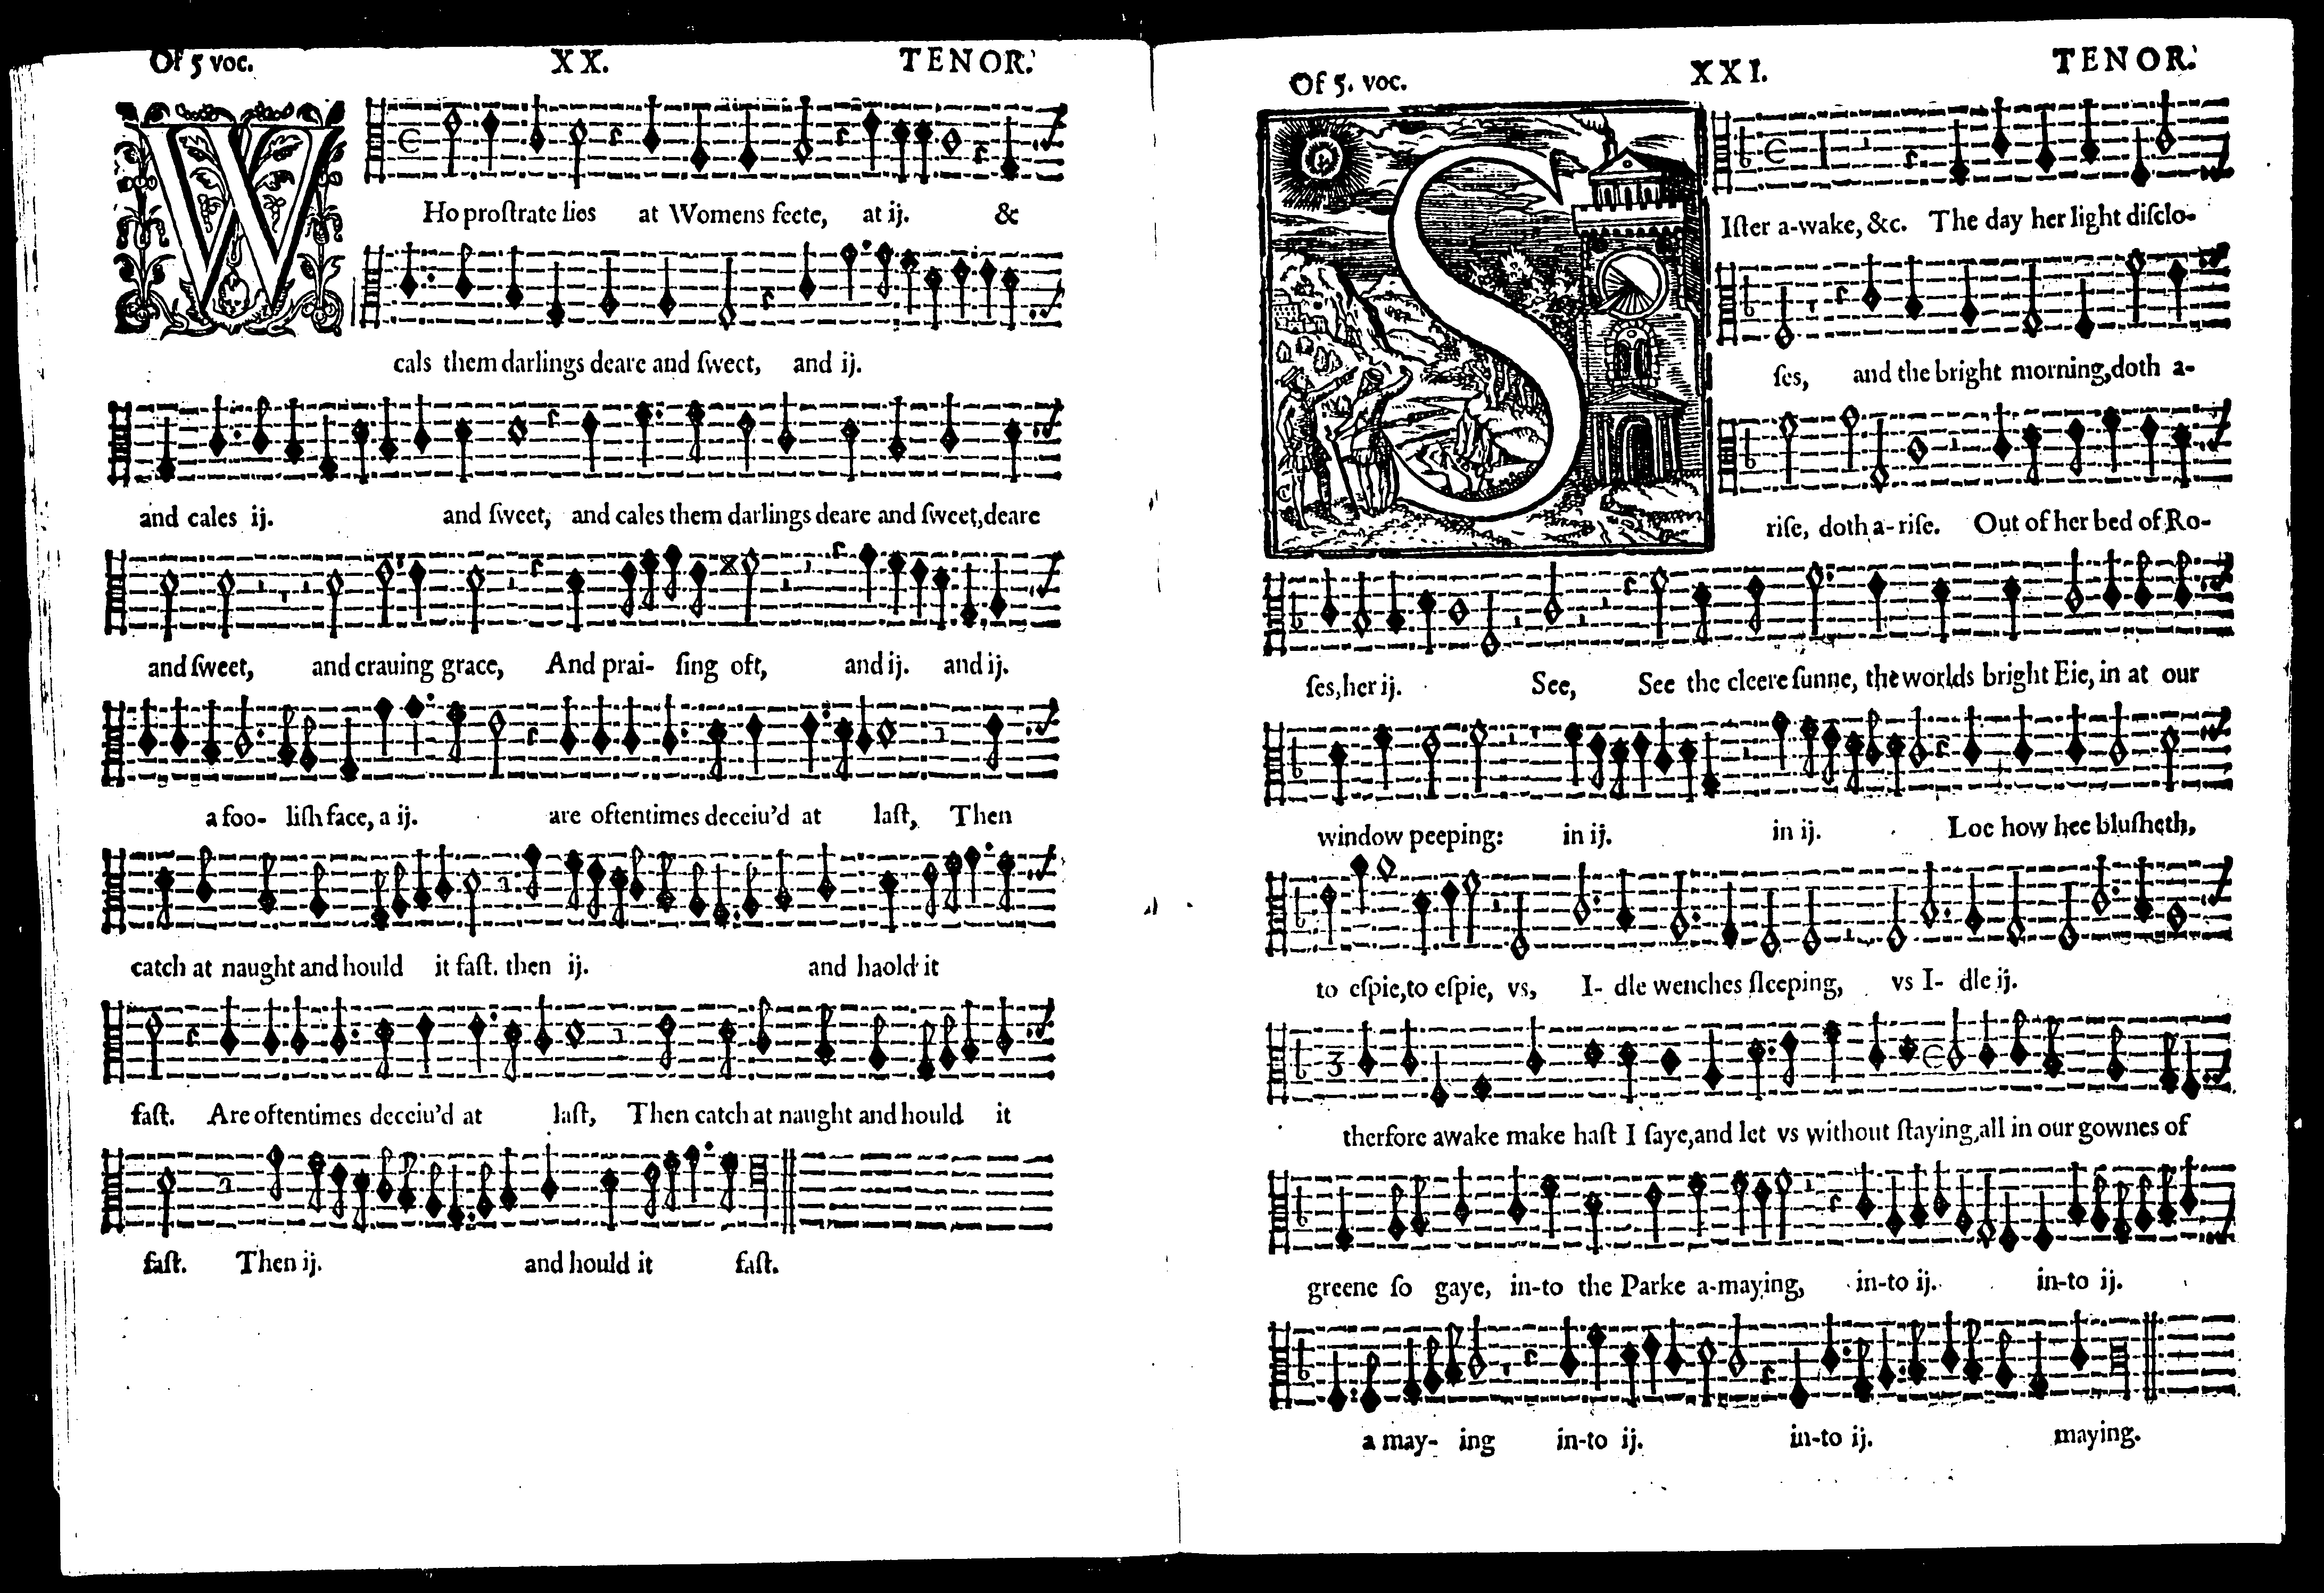 Of 5 voc. XX. TENOR.
WHo proſtrate lies at Womens feete, at ij. &
cals them darlings deare and ſweet, and ij.
and cales ij. and ſweet, and cales them darlings deare and ſweet,deare
and ſweet, and crauing grace, And prai- ſing oft, and ij. and ij.
a foo- liſh face, a ij. are oftentimes deceiu'd at laſt, Then
catch at naught and hould it faſt. then ij. and haold it
faſt. Are oftentimes deceiu'd at laſt, Then catch at naught and hould it
faſt. Then ij. and hould it faſt.
Of 5. voc. XXI. TENOR.
SIſter a-wake, &c. The day her light diſclo-
ſes, and the bright morning,doth a-
riſe, doth a-riſe. Out of her bed of Ro-
ſes,her ij. See, See the cleere ſunne, the worlds bright Eie, in at our
window peeping: in ij. in ij. Loe how hee bluſheth,
to eſpie,to eſpie, vs, I- dle wenches ſleeping, vs I- dle ij.
therfore awake make haſt I ſaye,and let vs without ſtaying,all in our gownes of
greene ſo gaye, in-to the Parke a-maying, in-to ij. in-to ij.
a may- ing in-to ij. in-to ij. maying.